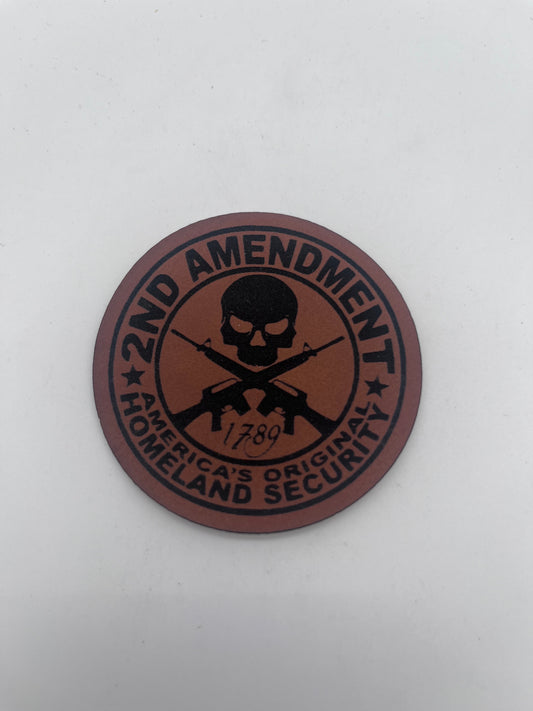 2ND AMENDMENT
1789
AMERICA'S ORIGINAL
HOMELAND SECURITY